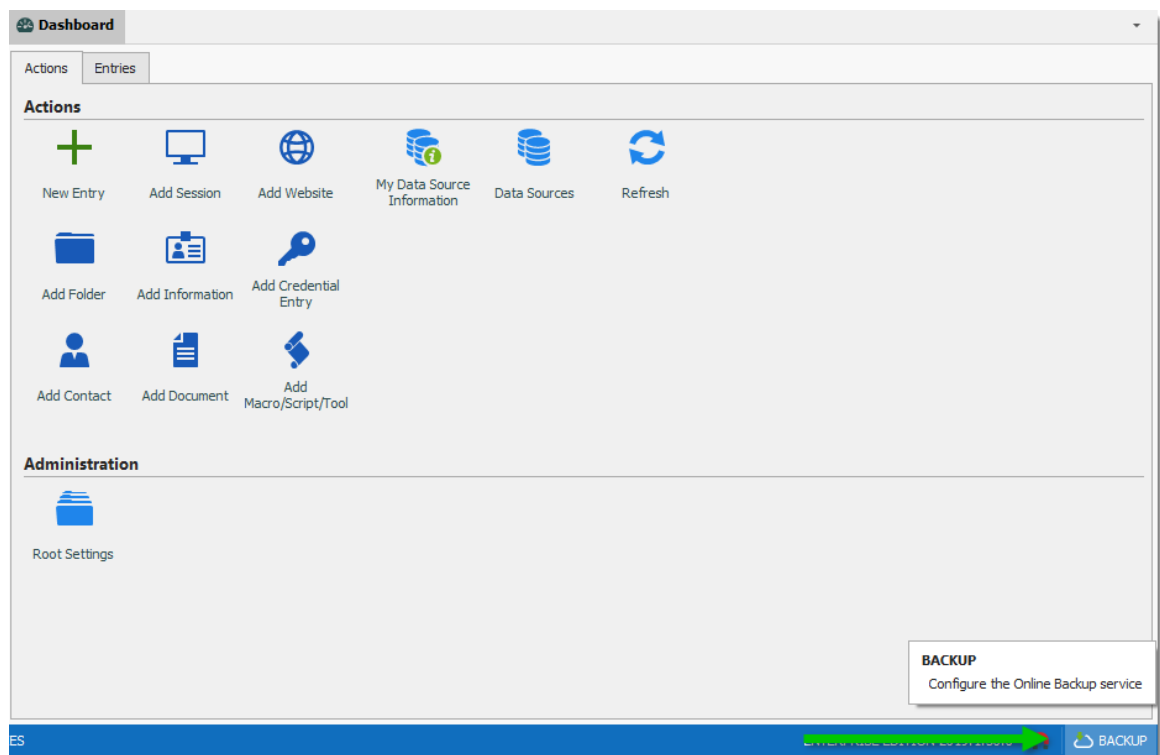 Dashboard
Actions Entries
Actions
New Entry Add Session Add Website My Data Source Information Data Sources Refresh
Add Folder Add Information Add Credential Entry
Add Contact Add Document Add Macro/Script/Tool
Administration
Root Settings
BACKUP
Configure the Online Backup service
ES BACKUP